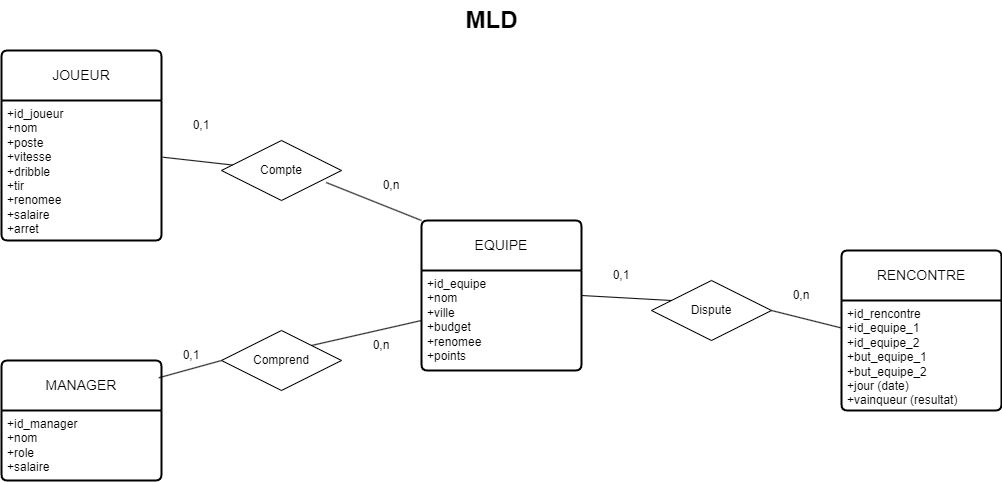 MLD
JOUEUR
+id_joueur
+nom
+poste
+vitesse
+dribble
+tir
+renomee
+salaire
+arret
0,1
Compte
0,n
EQUIPE
+id_equipe
+nom
+ville
+budget
+renomee
+points
0,1
Dispute
0,n
RENCONTRE
+id_rencontre
+id_equipe_1
+id_equipe_2
+but_equipe_1
+but_equipe_2
+jour (date)
+vainqueur (resultat)
0,1
Comprend
0,n
MANAGER
+id_manager
+nom
+role
+salaire